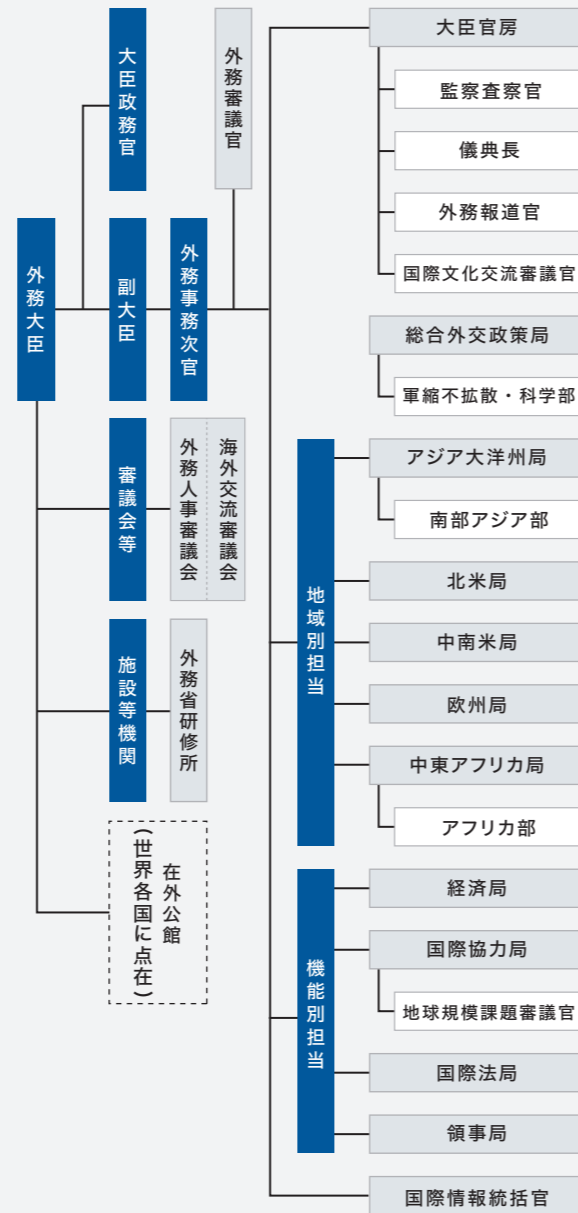 外務大臣
大臣政務官
副大臣
外務事務次官
外務審議官
審議会等
外務人事審議会
海外交流審議会
施設等機関
外務省研修所
在外公館
(世界各国に点在)
大臣官房
監察査察官
儀典長
外務報道官
国際文化交流審議官
総合外交政策局
軍縮不拡散・科学部
地域別担当
アジア大洋州局
南部アジア部
北米局
中南米局
欧州局
中東アフリカ局
アフリカ部
機能別担当
経済局
国際協力局
地球規模課題審議官
国際法局
領事局
国際情報統括官